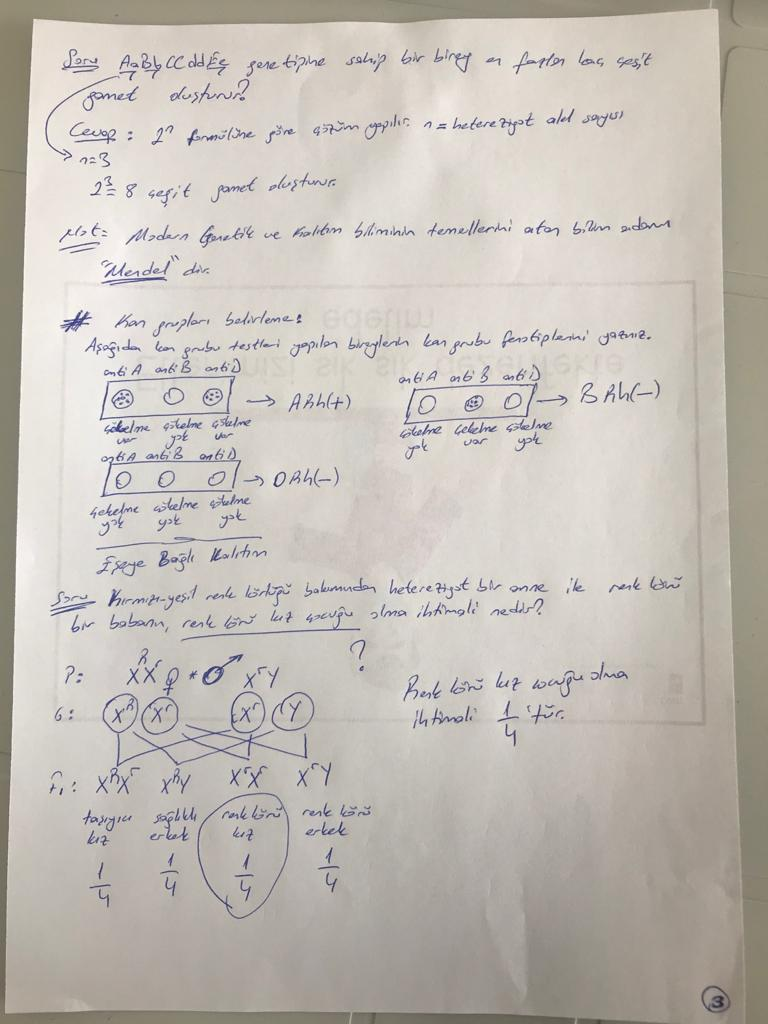 Soru AaBbCCddEe genetipine sahip bir birey en fazla kaç çeşit
gamet oluşturur?
Cevap : 2ⁿ formülüne göre çözüm yapılır. n = heterezigot alel sayısı
n=3
2³= 8 çeşit gamet oluşturur.
Not= Modern Genetik ve Kalıtım biliminin temellerini atan bilim adamı
"Mendel" dir.
# Kan grupları belirleme:
Aşağıda kan grubu testleri yapılan bireylerin kan grubu fenotiplerini yazınız.
anti A anti B anti D
→ ARh(+)
çökelme var çökelme yok çökelme var
anti A anti B anti D
→ BRh(-)
çökelme yok çökelme var çökelme yok
anti A anti B anti D
→ ORh(-)
çökelme yok çökelme yok çökelme yok
Eşeye Bağlı Kalıtım
Soru Kırmızı-yeşil renk körlüğü bakımından heterezigot bir anne ile renk körü
bir babanın, renk körü kız çocuğu olma ihtimali nedir?
?
P: XᴿXʳ ♀ * ♂ XʳY
G: Xᴿ Xʳ Xʳ Y
F₁: XᴿXʳ XᴿY XʳXʳ XʳY
taşıyıcı kız sağlıklı erkek renk körü kız renk körü erkek
1/4 1/4 1/4 1/4
Renk körü kız çocuğu olma
ihtimali 1/4 'tür.
3